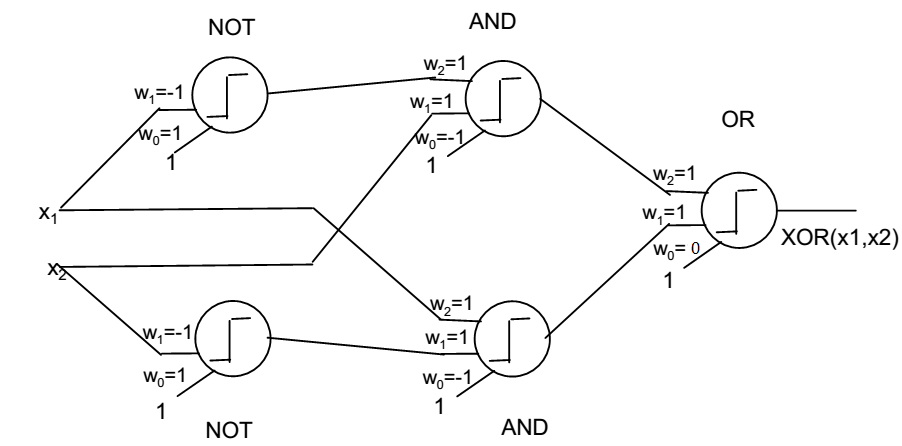 NOT
AND
w₂=1
w₁=-1
w₁=1
w₀=1
w₀=-1
1
1
OR
w₂=1
x₁
w₁=1
XOR(x1,x2)
w₀= 0
x₂
1
w₂=1
w₁=-1
w₁=1
w₀=1
w₀=-1
1
1
NOT
AND